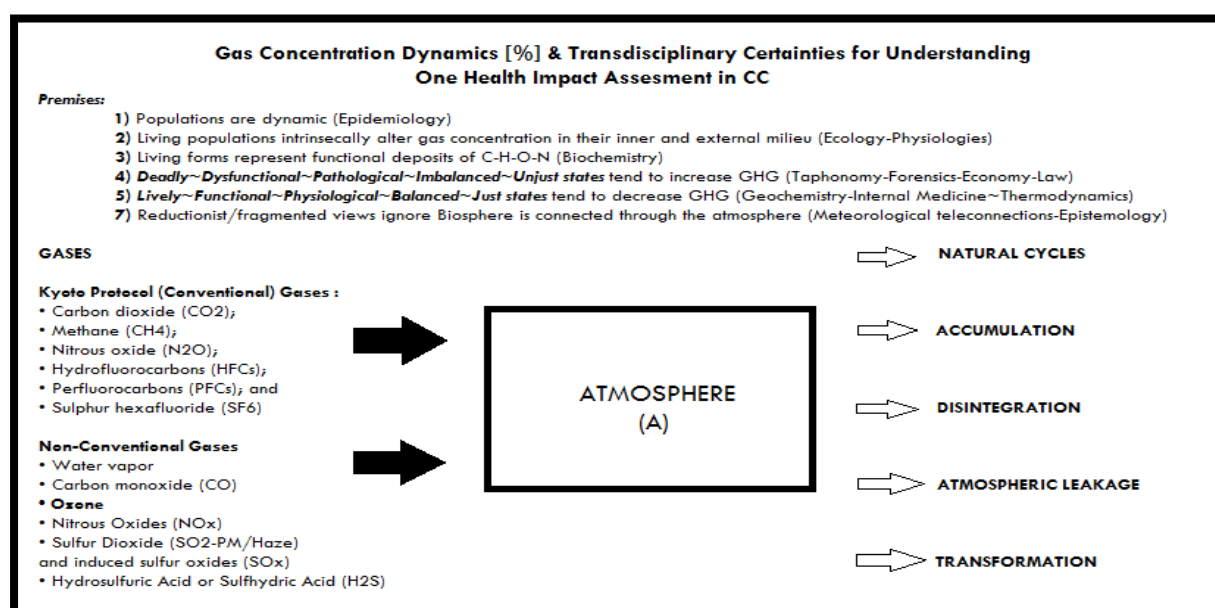 Gas Concentration Dynamics [%] & Transdisciplinary Certainties for Understanding
One Health Impact Assesment in CC
Premises:
1) Populations are dynamic (Epidemiology)
2) Living populations intrinsecally alter gas concentration in their inner and external milieu (Ecology-Physiologies)
3) Living forms represent functional deposits of C-H-O-N (Biochemistry)
4) Deadly~Dysfunctional~Pathological~Imbalanced~Unjust states tend to increase GHG (Taphonomy-Forensics-Economy-Law)
5) Lively~Functional~Physiological~Balanced~Just states tend to decrease GHG (Geochemistry-Internal Medicine~Thermodynamics)
7) Reductionist/fragmented views ignore Biosphere is connected through the atmosphere (Meteorological teleconnections-Epistemology)
GASES
Kyoto Protocol (Conventional) Gases :
• Carbon dioxide (CO2);
• Methane (CH4);
• Nitrous oxide (N2O);
• Hydrofluorocarbons (HFCs);
• Perfluorocarbons (PFCs); and
• Sulphur hexafluoride (SF6)
Non-Conventional Gases
• Water vapor
• Carbon monoxide (CO)
• Ozone
• Nitrous Oxides (NOx)
• Sulfur Dioxide (SO2-PM/Haze)
and induced sulfur oxides (SOx)
• Hydrosulfuric Acid or Sulfhydric Acid (H2S)
ATMOSPHERE
(A)
NATURAL CYCLES
ACCUMULATION
DISINTEGRATION
ATMOSPHERIC LEAKAGE
TRANSFORMATION